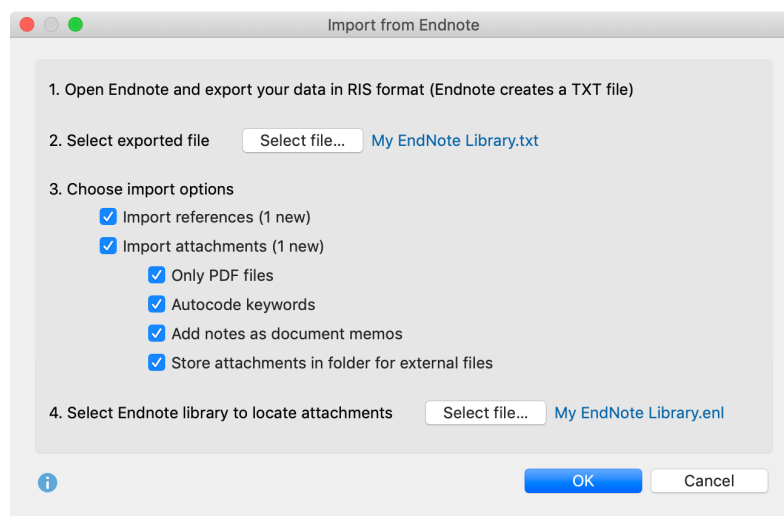 Import from Endnote
1. Open Endnote and export your data in RIS format (Endnote creates a TXT file)
2. Select exported file Select file... My EndNote Library.txt
3. Choose import options
Import references (1 new)
Import attachments (1 new)
Only PDF files
Autocode keywords
Add notes as document memos
Store attachments in folder for external files
4. Select Endnote library to locate attachments Select file... My EndNote Library.enl
OK Cancel